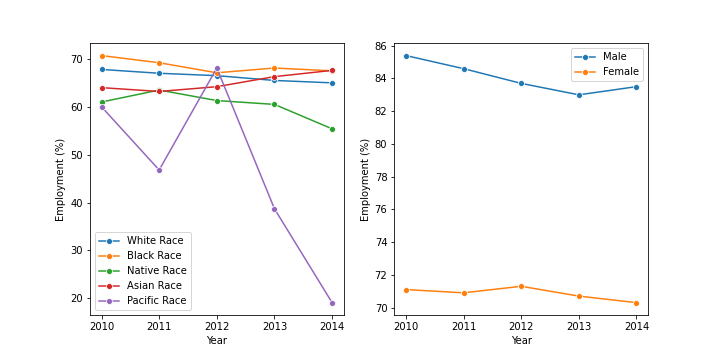 Employment (%)
70
60
50
40
30
20
White Race
Black Race
Native Race
Asian Race
Pacific Race
2010 2011 2012 2013 2014
Year
Employment (%)
86
84
82
80
78
76
74
72
70
Male
Female
2010 2011 2012 2013 2014
Year